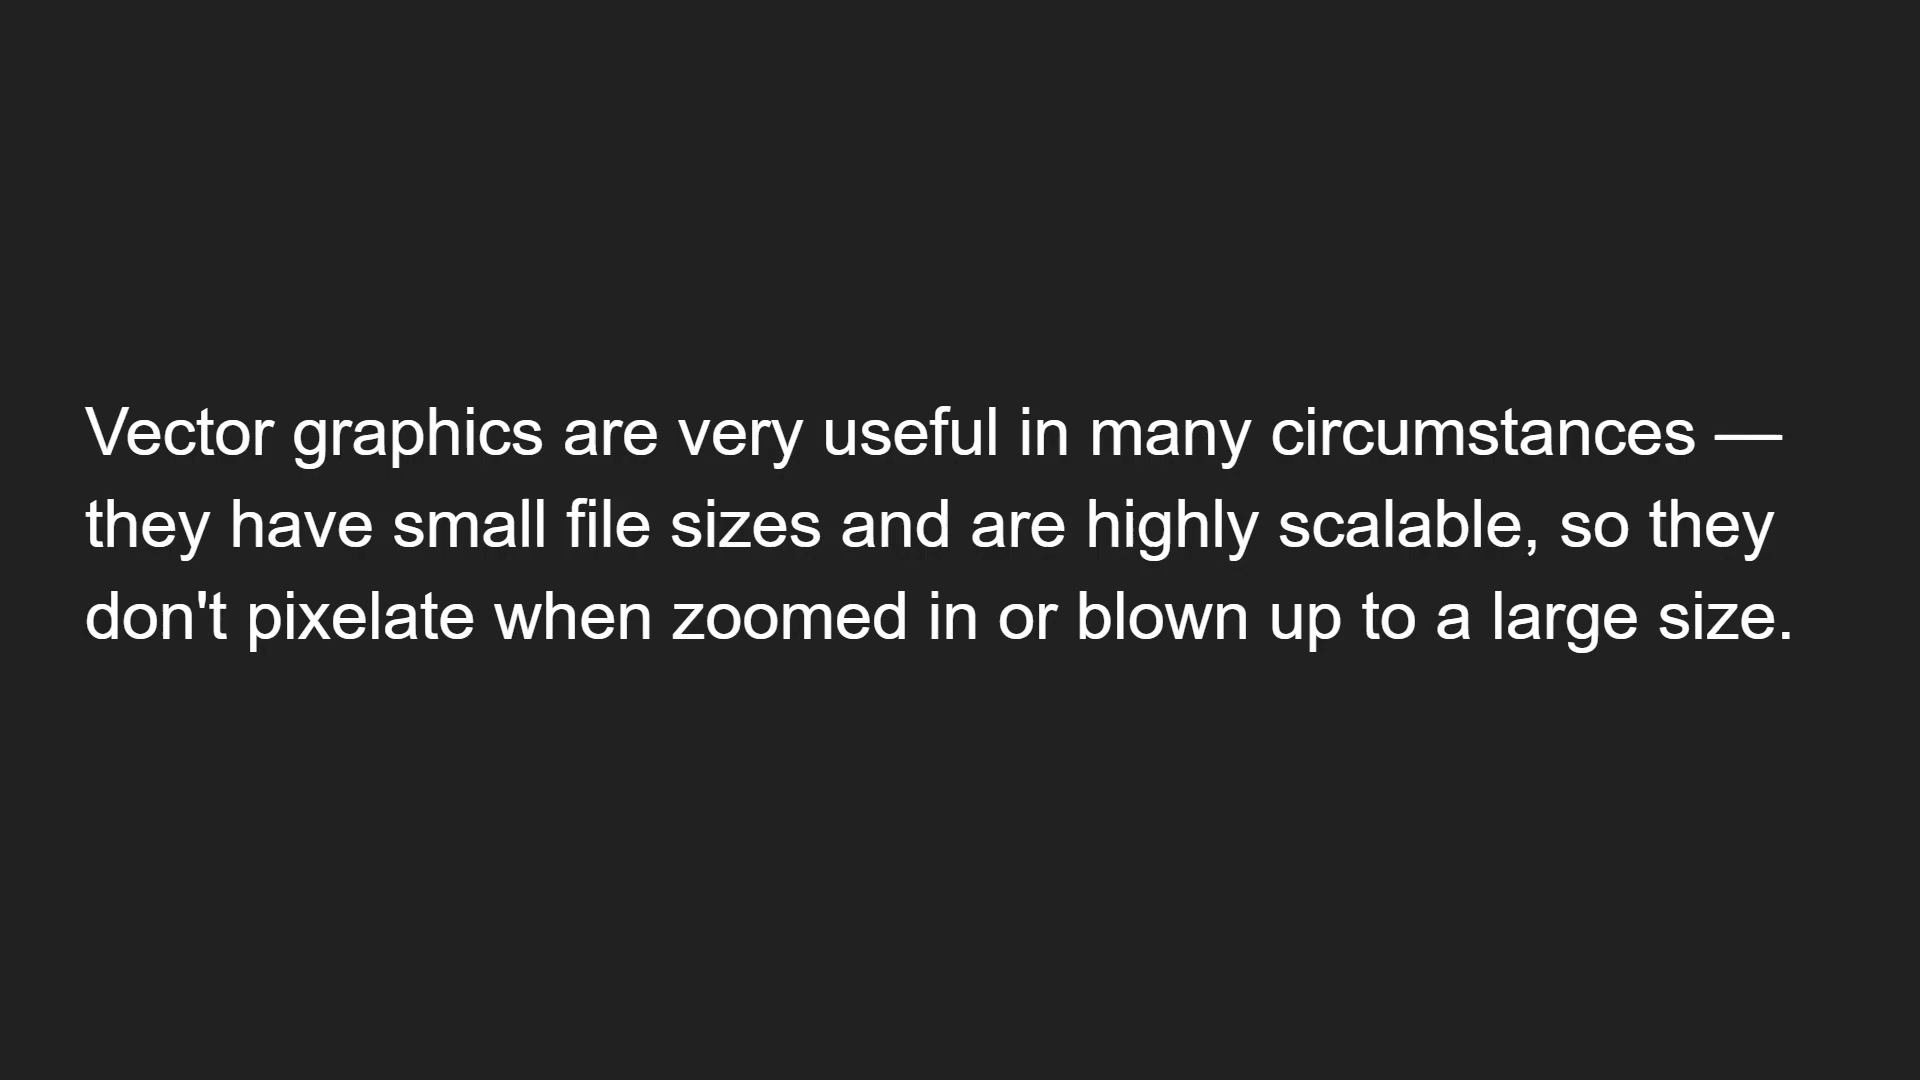 Vector graphics are very useful in many circumstances —
they have small file sizes and are highly scalable, so they
don't pixelate when zoomed in or blown up to a large size.